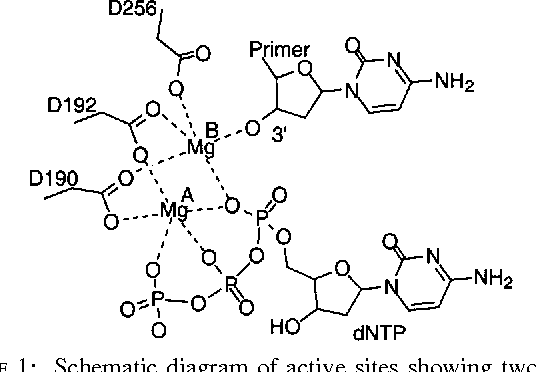 D256
O
O
Primer
O
O
N
N
NH₂
D192
O
O
Mg
B
O
3'
D190
O
O
Mg
A
O
P
O
O
O
O
O
O
P
O
P
O
O
O
O
N
N
NH₂
O
HO
dNTP
E 1: Schematic diagram of active sites showing two